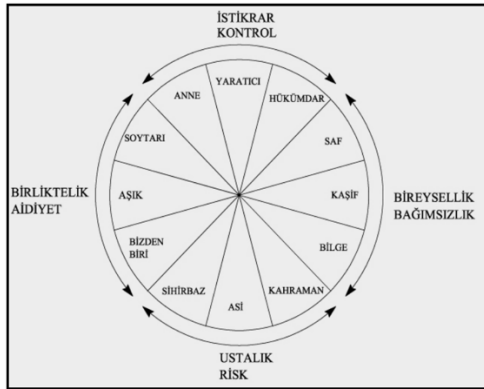 İSTİKRAR
KONTROL
YARATICI
ANNE
HÜKÜMDAR
SOYTARI
SAF
BİRLİKTELİK
AİDİYET
AŞIK
KAŞİF
BİREYSELLİK
BAĞIMSIZLIK
BİZDEN
BİRİ
BİLGE
SİHİRBAZ
KAHRAMAN
ASİ
USTALIK
RİSK